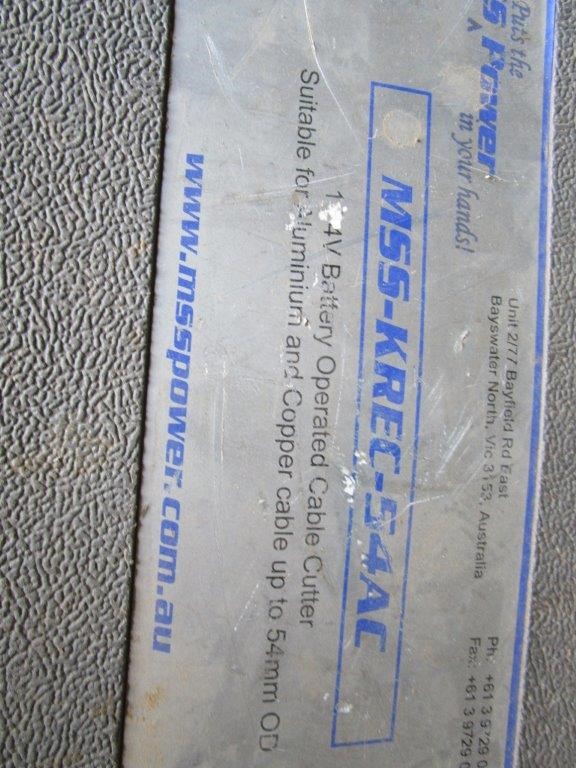 Puts the
s Power
in your hands!
Unit 2/77 Bayfield Rd East
Bayswater North, Vic 3153, Australia
Ph: +61 3 9729 0
Fax: +61 3 9729 0
MSS-KREC-54AC
4V Battery Operated Cable Cutter
Suitable for Aluminium and Copper cable up to 54mm OD
www.msspower.com.au